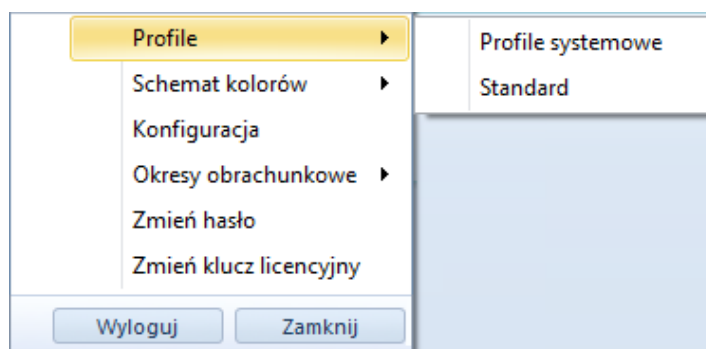 Profile
Schemat kolorów
Konfiguracja
Okresy obrachunkowe
Zmień hasło
Zmień klucz licencyjny
Wyloguj Zamknij
Profile systemowe
Standard